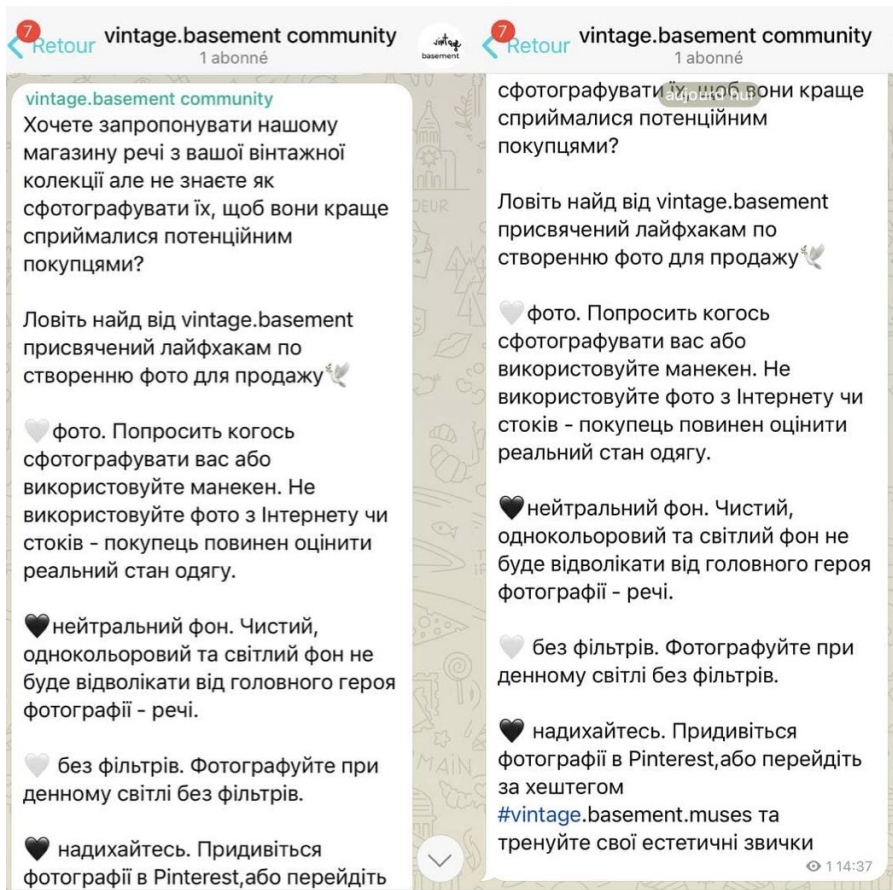 7
Retour
vintage.basement community
1 abonné
vintage
basement
vintage.basement community
Хочете запропонувати нашому
магазину речі з вашої вінтажної
колекції але не знаєте як
сфотографувати їх, щоб вони краще
сприймалися потенційним
покупцями?
Ловіть найд від vintage.basement
присвячений лайфхакам по
створенню фото для продажу🕊️
🤍фото. Попросить когось
сфотографувати вас або
використовуйте манекен. Не
використовуйте фото з Інтернету чи
стоків - покупець повинен оцінити
реальний стан одягу.
🖤нейтральний фон. Чистий,
однокольоровий та світлий фон не
буде відволікати від головного героя
фотографії - речі.
🤍 без фільтрів. Фотографуйте при
денному світлі без фільтрів.
🖤 надихайтесь. Придивіться
фотографії в Pinterest,або перейдіть
7
Retour
vintage.basement community
1 abonné
aujourd'hui
сфотографувати їх, щоб вони краще
сприймалися потенційним
покупцями?
Ловіть найд від vintage.basement
присвячений лайфхакам по
створенню фото для продажу🕊️
🤍фото. Попросить когось
сфотографувати вас або
використовуйте манекен. Не
використовуйте фото з Інтернету чи
стоків - покупець повинен оцінити
реальний стан одягу.
🖤нейтральний фон. Чистий,
однокольоровий та світлий фон не
буде відволікати від головного героя
фотографії - речі.
🤍 без фільтрів. Фотографуйте при
денному світлі без фільтрів.
🖤 надихайтесь. Придивіться
фотографії в Pinterest,або перейдіть
за хештегом
#vintage.basement.muses та
тренуйте свої естетичні звички
1 14:37